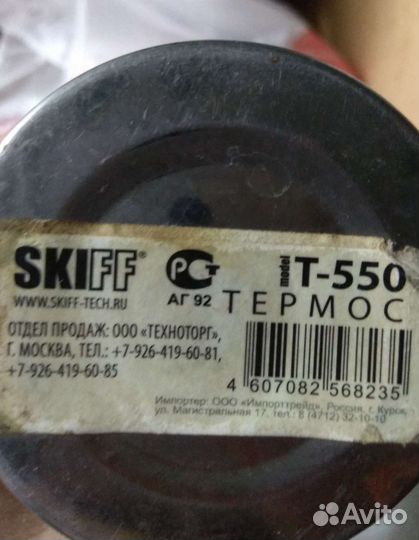 SKIFF®
WWW.SKIFF-TECH.RU
РСТ
АГ 92
model T-550
ТЕРМОС
ОТДЕЛ ПРОДАЖ: ООО «ТЕХНОТОРГ»,
Г. МОСКВА, ТЕЛ.: +7-926-419-60-81,
+7-926-419-60-85
4 607082 568235
Импортер: ООО «Импорттрейд», Россия, г. Курск,
ул. Магистральная 17, тел.: 8 (4712) 32-10-10
Avito